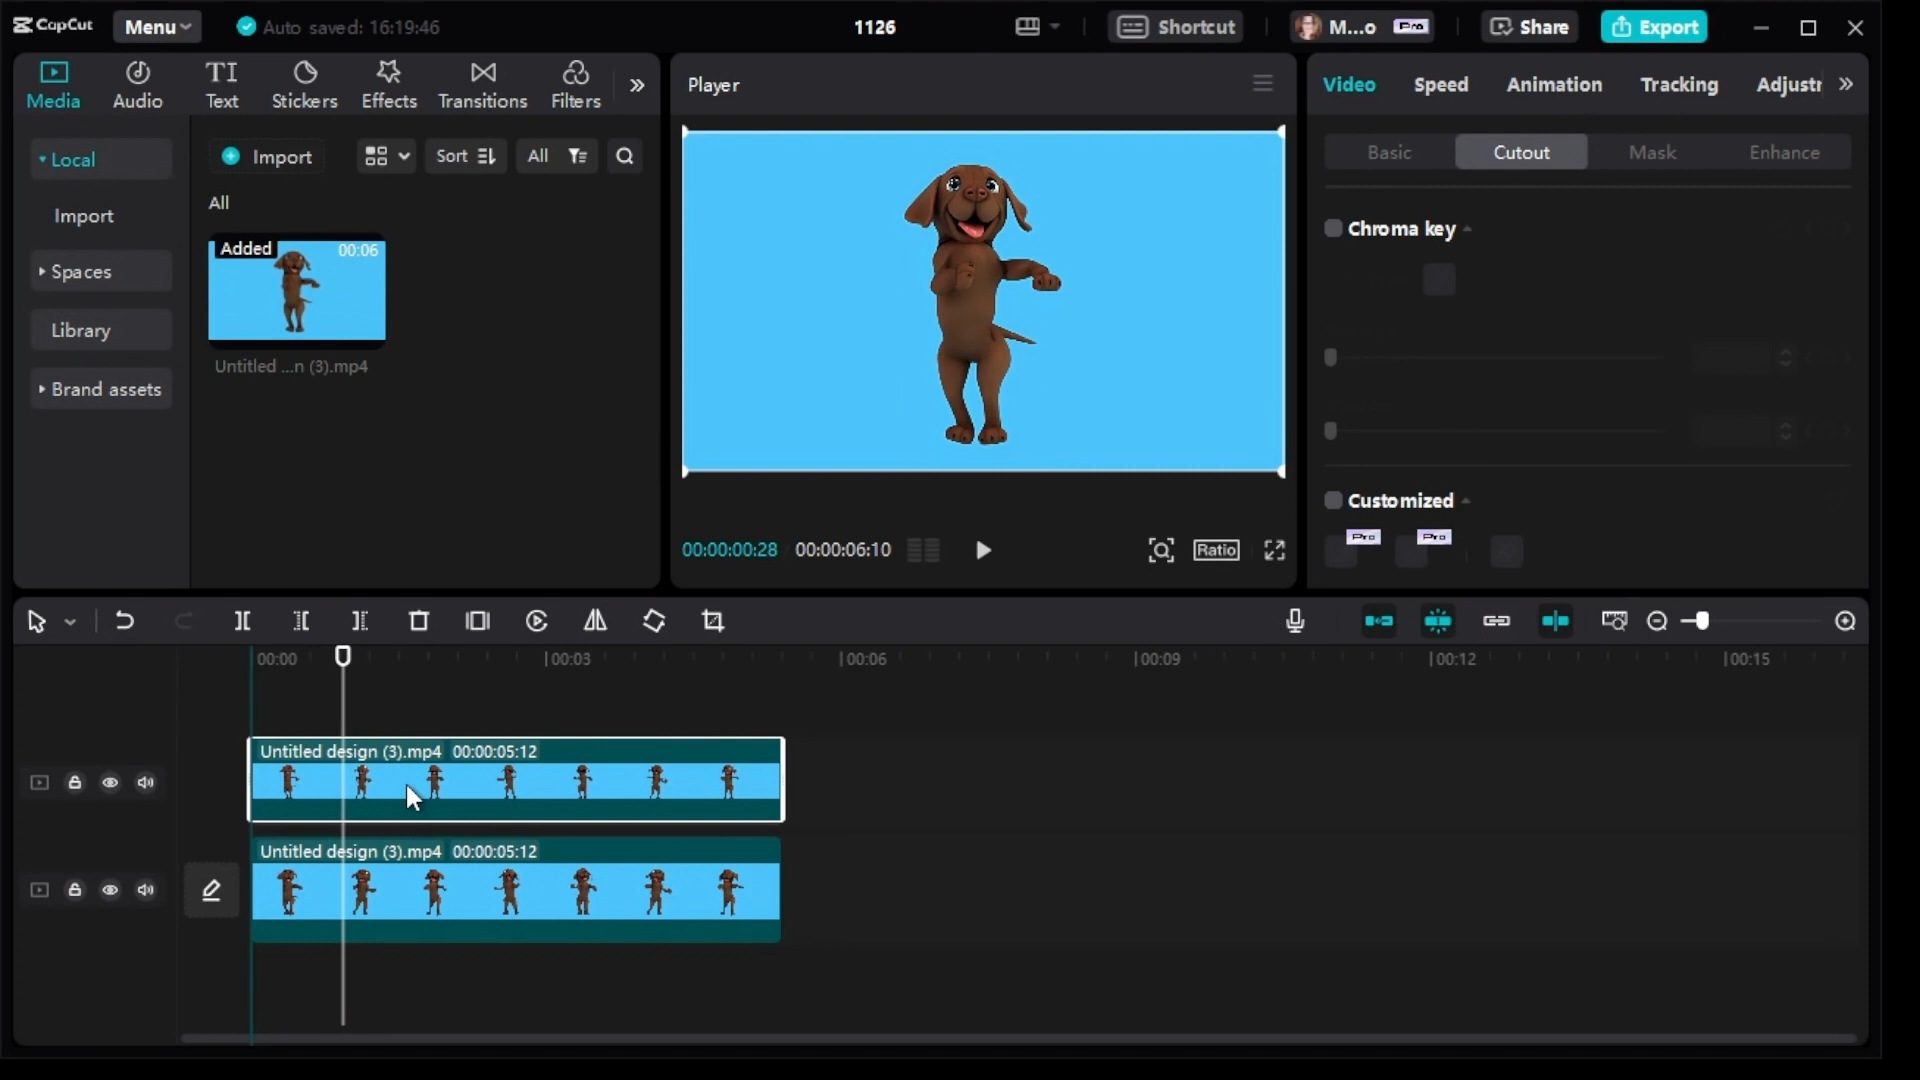 CapCut
Menu
Auto saved: 16:19:46
1126
Shortcut
M...o
Pro
Share
Export
Media
Audio
TI
Text
Stickers
Effects
Transitions
Filters
Player
Video
Speed
Animation
Tracking
Adjustr
Local
Import
Spaces
Library
Brand assets
Import
Sort
All
All
Added
00:06
Untitled ...n (3).mp4
Basic
Cutout
Mask
Enhance
Chroma key
Customized
Pro
Pro
00:00:00:28
00:00:06:10
Ratio
00:00
00:03
00:06
00:09
00:12
00:15
Untitled design (3).mp4 00:00:05:12
Untitled design (3).mp4 00:00:05:12